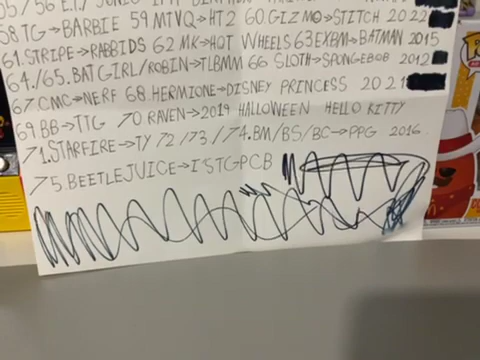 55/56 E.T./SONIC
58.TG→BARBIE 59 MTVQ→HT2 60.GIZMO→STITCH 2022
61.STRIPE→RABBIDS 62 MK→HOT WHEELS 63 EXBM→BATMAN 2015
64./65.BATGIRL/ROBIN→TLBMM 66 SLOTH→SPONGEBOB 2012
67.CMC→NERF 68.HERMIONE→DISNEY PRINCESS 2021
69.BB→TTG 70 RAVEN→2019 HALLOWEEN HELLO KITTY
71.STARFIRE→TY 72/73/74.BM/BS/BC→PPG 2016.
75.BEETLEJUICE→I'STGPCB